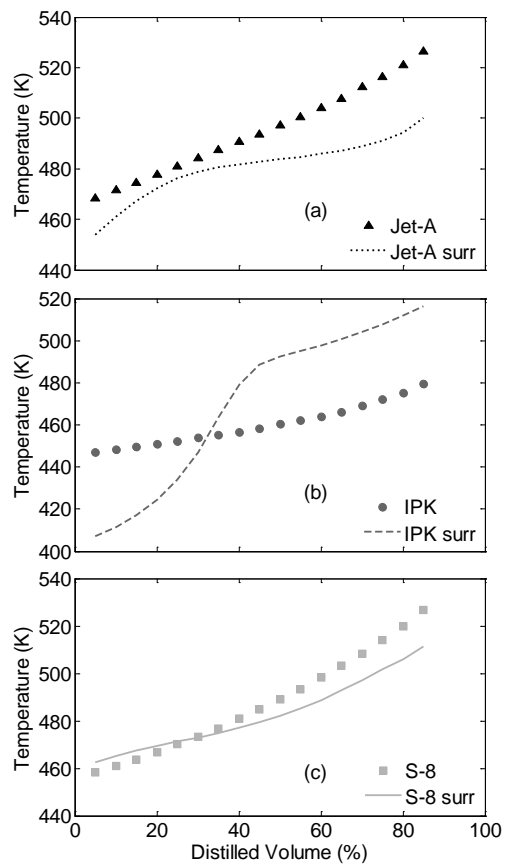 540
520
500
480
460
440
Temperature (K)
(a)
Jet-A
Jet-A surr
520
500
480
460
440
420
400
Temperature (K)
(b)
IPK
IPK surr
540
520
500
480
460
440
Temperature (K)
(c)
S-8
S-8 surr
0 20 40 60 80 100
Distilled Volume (%)